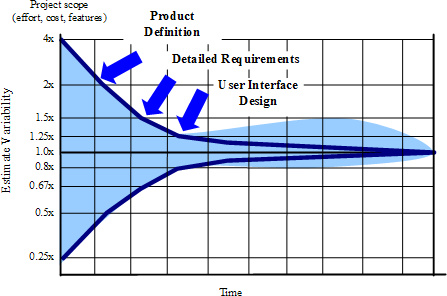 Project scope
(effort, cost, features)
Product
Definition
Detailed Requirements
User Interface
Design
4x
2x
1.5x
1.25x
1.0x
0.8x
0.67x
0.5x
0.25x
Estimate Variability
Time